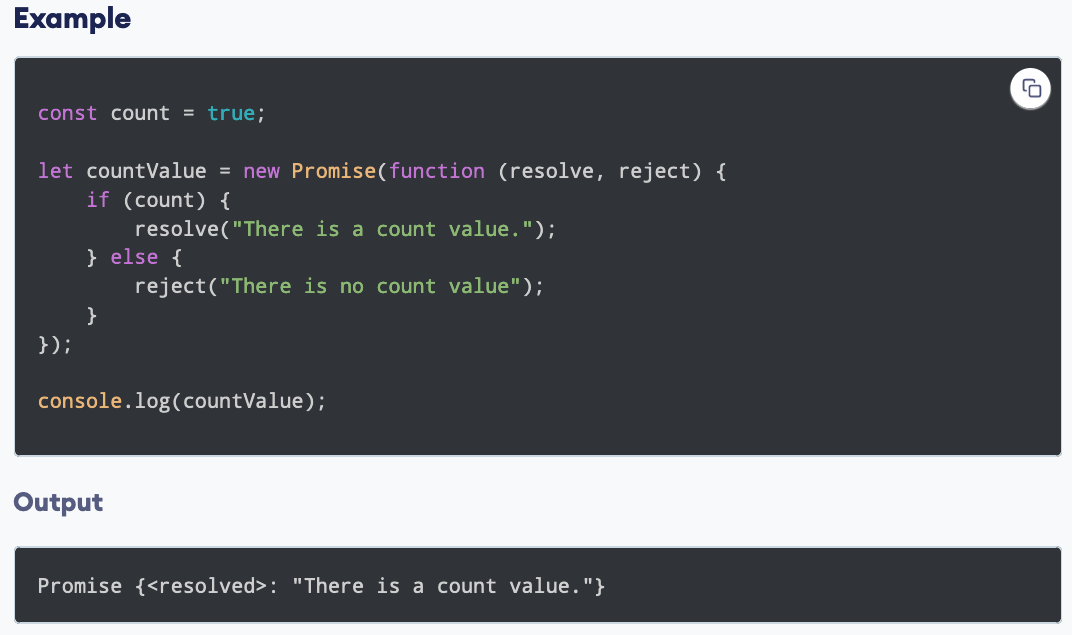 Example
const count = true;
let countValue = new Promise(function (resolve, reject) {
    if (count) {
        resolve("There is a count value.");
    } else {
        reject("There is no count value");
    }
});
console.log(countValue);
Output
Promise {<resolved>: "There is a count value."}